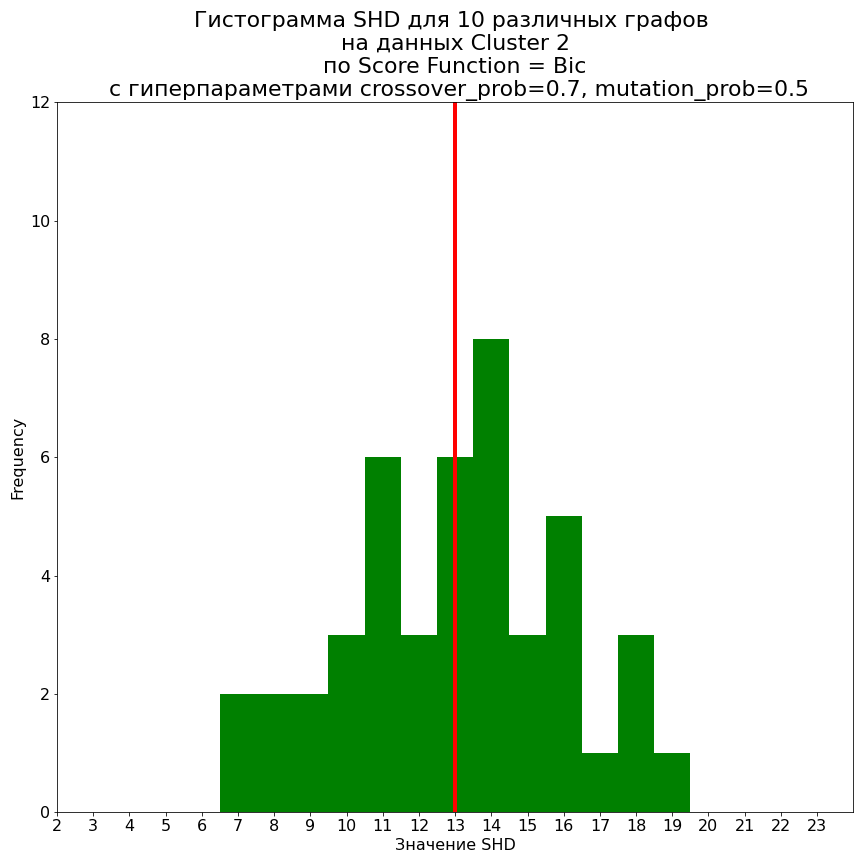 Гистограмма SHD для 10 различных графов
на данных Cluster 2
по Score Function = Bic
с гиперпараметрами crossover_prob=0.7, mutation_prob=0.5
12
10
8
6
4
2
0
Frequency
2 3 4 5 6 7 8 9 10 11 12 13 14 15 16 17 18 19 20 21 22 23
Значение SHD